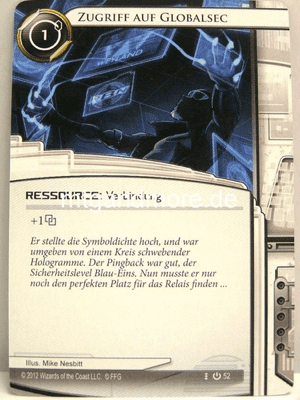 ZUGRIFF AUF GLOBALSEC
1
RESSOURCE: Verbindung
+1
Er stellte die Symboldichte hoch, und war
umgeben von einem Kreis schwebender
Hologramme. Der Pingback war gut, der
Sicherheitslevel Blau-Eins. Nun musste er nur
noch den perfekten Platz für das Relais finden ...
Illus. Mike Nesbitt
© 2012 Wizards of the Coast LLC. © FFG
52